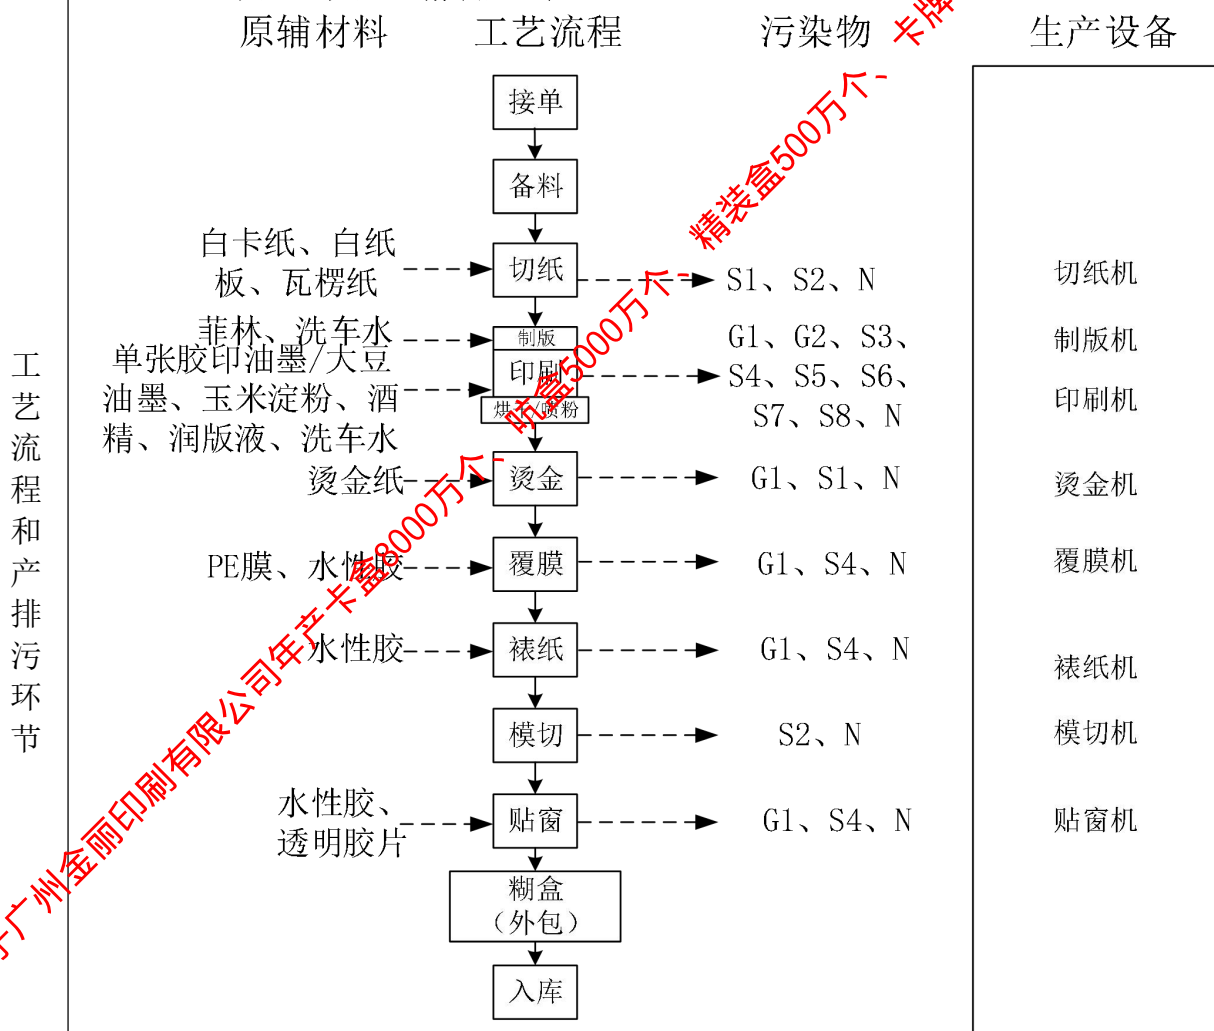 原辅材料 工艺流程 污染物 生产设备
接单
备料
白卡纸、白纸
板、瓦楞纸
切纸
S1、S2、N
切纸机
菲林、洗车水
制版
G1、G2、S3、
制版机
单张胶印油墨/大豆
油墨、玉米淀粉、酒
精、润版液、洗车水
印刷
S4、S5、S6、
S7、S8、N
印刷机
烘干/喷粉
烫金纸
烫金
G1、S1、N
烫金机
PE膜、水性胶
覆膜
G1、S4、N
覆膜机
水性胶
裱纸
G1、S4、N
裱纸机
模切
S2、N
模切机
水性胶、
透明胶片
贴窗
G1、S4、N
贴窗机
糊盒
（外包）
入库
工艺流程和产排污环节
广州金丽印刷有限公司年产卡盒8000万个、吭盒5000万个、精装盒500万个、卡牌